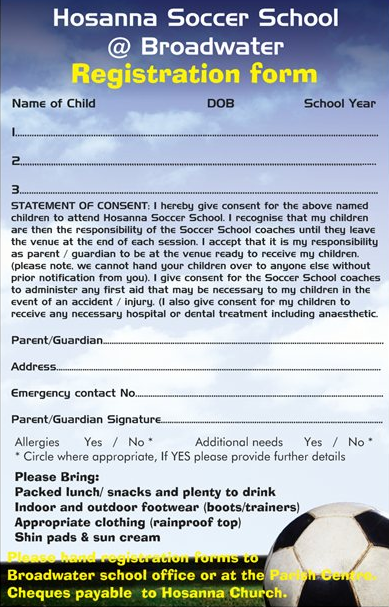 Hosanna Soccer School
@ Broadwater
Registration form
Name of Child DOB School Year
1.
2.
3.
STATEMENT OF CONSENT: I hereby give consent for the above named
children to attend Hosanna Soccer School. I recognise that my children
are then the responsibility of the Soccer School coaches until they leave
the venue at the end of each session. I accept that it is my responsibility
as parent / guardian to be at the venue ready to receive my children.
(please note, we cannot hand your children over to anyone else without
prior notification from you). I give consent for the Soccer School coaches
to administer any first aid that may be necessary to my children in the
event of an accident / injury. (I also give consent for my children to
receive any necessary hospital or dental treatment including anaesthetic.
Parent/Guardian
Address
Emergency contact No
Parent/Guardian Signature
Allergies Yes / No * Additional needs Yes / No *
* Circle where appropriate, If YES please provide further details
Please Bring:
Packed lunch/ snacks and plenty to drink
Indoor and outdoor footwear (boots/trainers)
Appropriate clothing (rainproof top)
Shin pads & sun cream
Please hand registration forms to
Broadwater school office or at the Parish Centre.
Cheques payable to Hosanna Church.